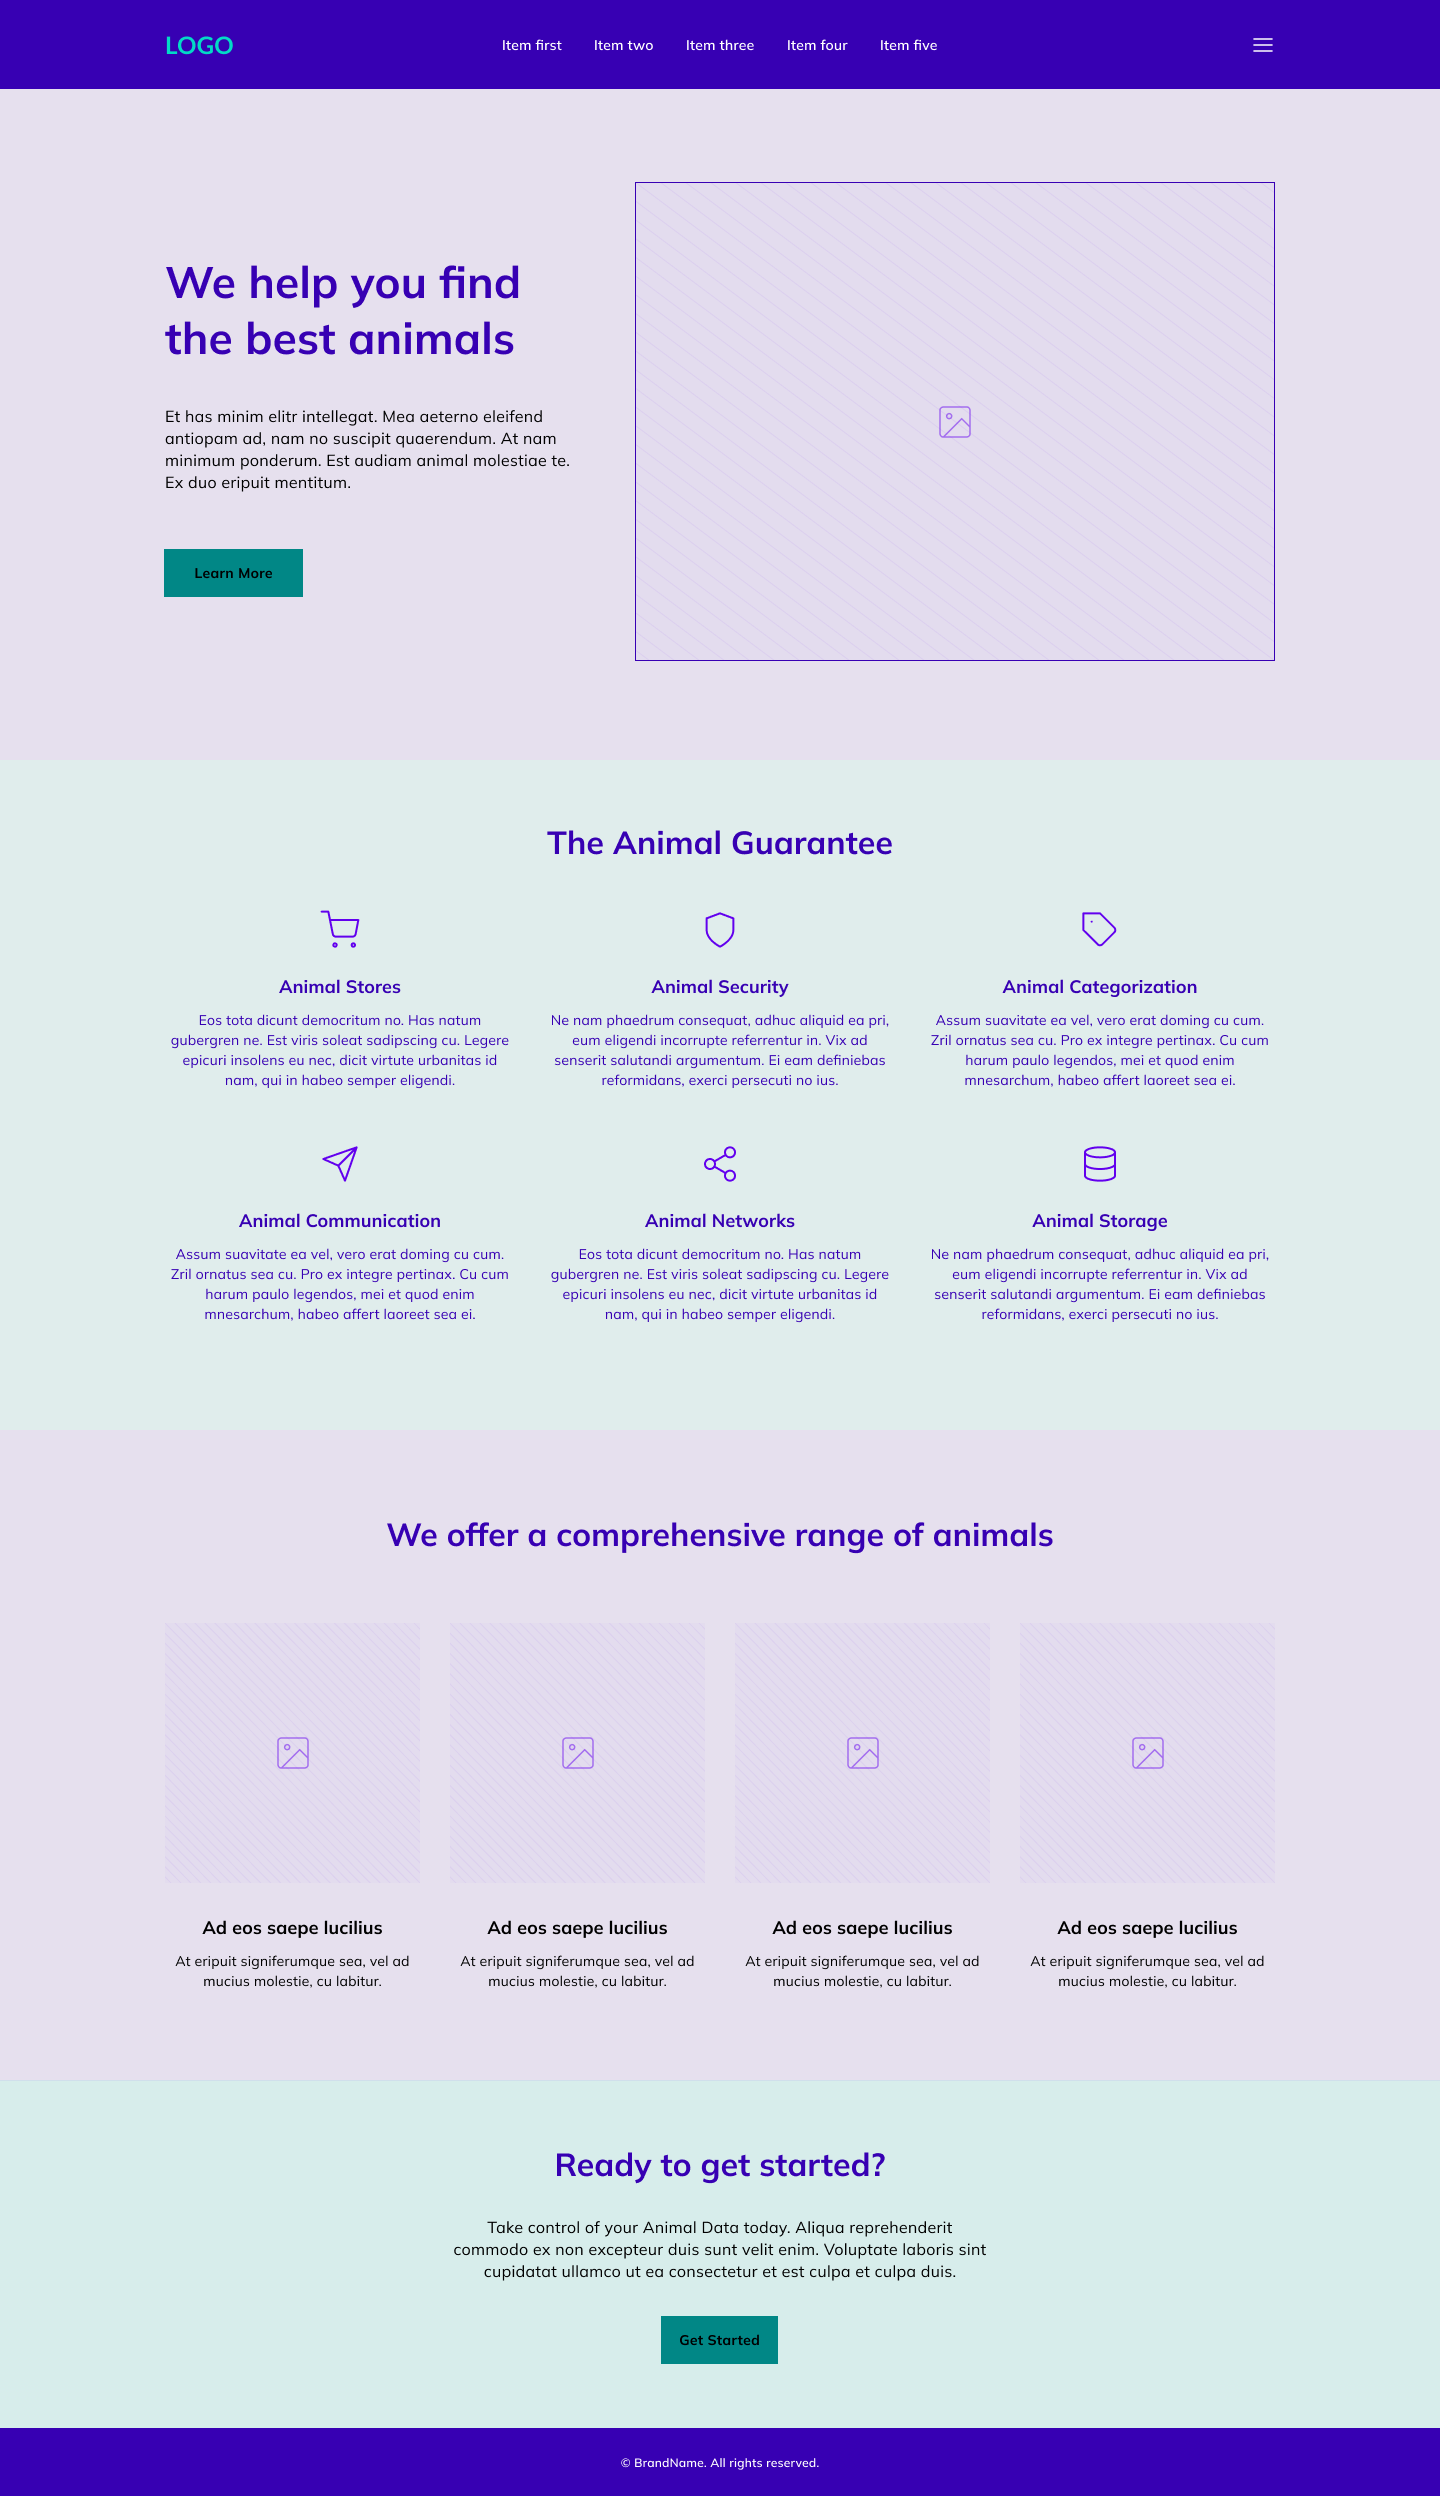 LOGO
Item first
Item two
Item three
Item four
Item five
We help you find
the best animals
Et has minim elitr intellegat. Mea aeterno eleifend
antiopam ad, nam no suscipit quaerendum. At nam
minimum ponderum. Est audiam animal molestiae te.
Ex duo eripuit mentitum.
Learn More
The Animal Guarantee
Animal Stores
Eos tota dicunt democritum no. Has natum
gubergren ne. Est viris soleat sadipscing cu. Legere
epicuri insolens eu nec, dicit virtute urbanitas id
nam, qui in habeo semper eligendi.
Animal Security
Ne nam phaedrum consequat, adhuc aliquid ea pri,
eum eligendi incorrupte referrentur in. Vix ad
senserit salutandi argumentum. Ei eam definiebas
reformidans, exerci persecuti no ius.
Animal Categorization
Assum suavitate ea vel, vero erat doming cu cum.
Zril ornatus sea cu. Pro ex integre pertinax. Cu cum
harum paulo legendos, mei et quod enim
mnesarchum, habeo affert laoreet sea ei.
Animal Communication
Assum suavitate ea vel, vero erat doming cu cum.
Zril ornatus sea cu. Pro ex integre pertinax. Cu cum
harum paulo legendos, mei et quod enim
mnesarchum, habeo affert laoreet sea ei.
Animal Networks
Eos tota dicunt democritum no. Has natum
gubergren ne. Est viris soleat sadipscing cu. Legere
epicuri insolens eu nec, dicit virtute urbanitas id
nam, qui in habeo semper eligendi.
Animal Storage
Ne nam phaedrum consequat, adhuc aliquid ea pri,
eum eligendi incorrupte referrentur in. Vix ad
senserit salutandi argumentum. Ei eam definiebas
reformidans, exerci persecuti no ius.
We offer a comprehensive range of animals
Ad eos saepe lucilius
At eripuit signiferumque sea, vel ad
mucius molestie, cu labitur.
Ad eos saepe lucilius
At eripuit signiferumque sea, vel ad
mucius molestie, cu labitur.
Ad eos saepe lucilius
At eripuit signiferumque sea, vel ad
mucius molestie, cu labitur.
Ad eos saepe lucilius
At eripuit signiferumque sea, vel ad
mucius molestie, cu labitur.
Ready to get started?
Take control of your Animal Data today. Aliqua reprehenderit
commodo ex non excepteur duis sunt velit enim. Voluptate laboris sint
cupidatat ullamco ut ea consectetur et est culpa et culpa duis.
Get Started
© BrandName. All rights reserved.